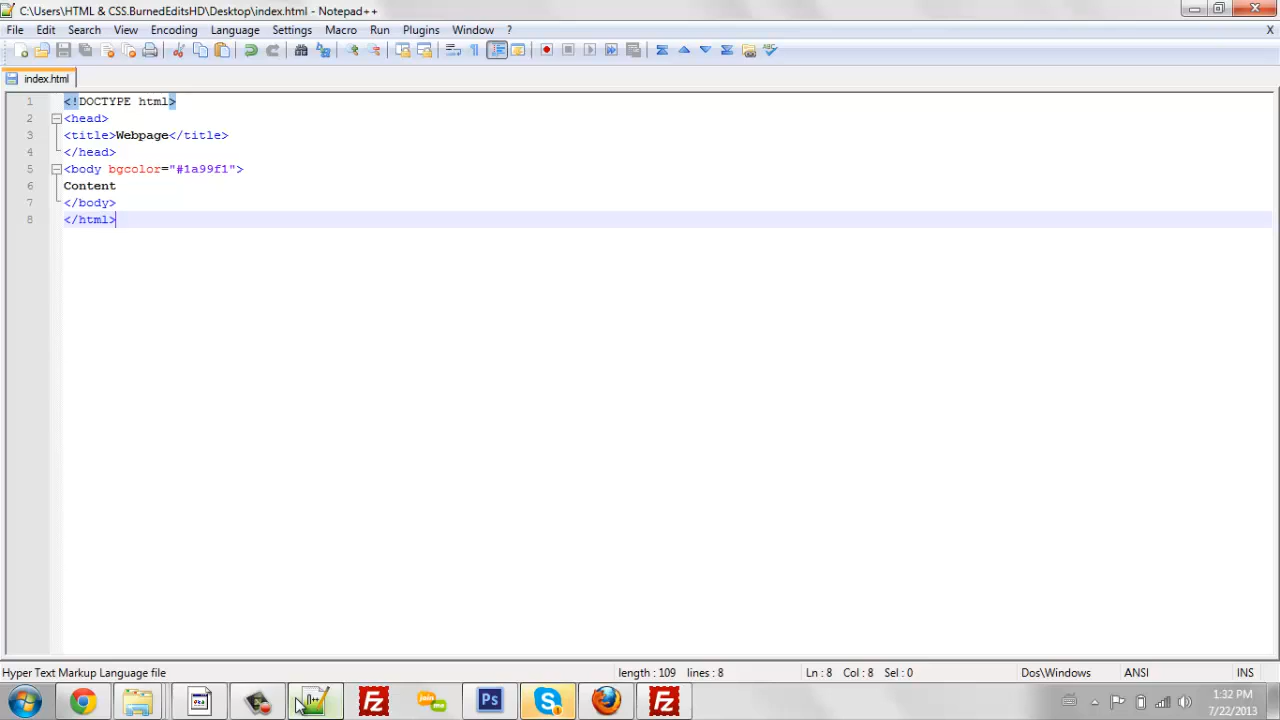 C:\Users\HTML & CSS.BurnedEditsHD\Desktop\index.html - Notepad++
File Edit Search View Encoding Language Settings Macro Run Plugins Window ? X
index.html
1 <!DOCTYPE html>
2 <head>
3 <title>Webpage</title>
4 </head>
5 <body bgcolor="#1a99f1">
6 Content
7 </body>
8 </html>
Hyper Text Markup Language file length : 109 lines : 8 Ln : 8 Col : 8 Sel : 0 Dos\Windows ANSI INS
join me
Ps
1:32 PM
7/22/2013